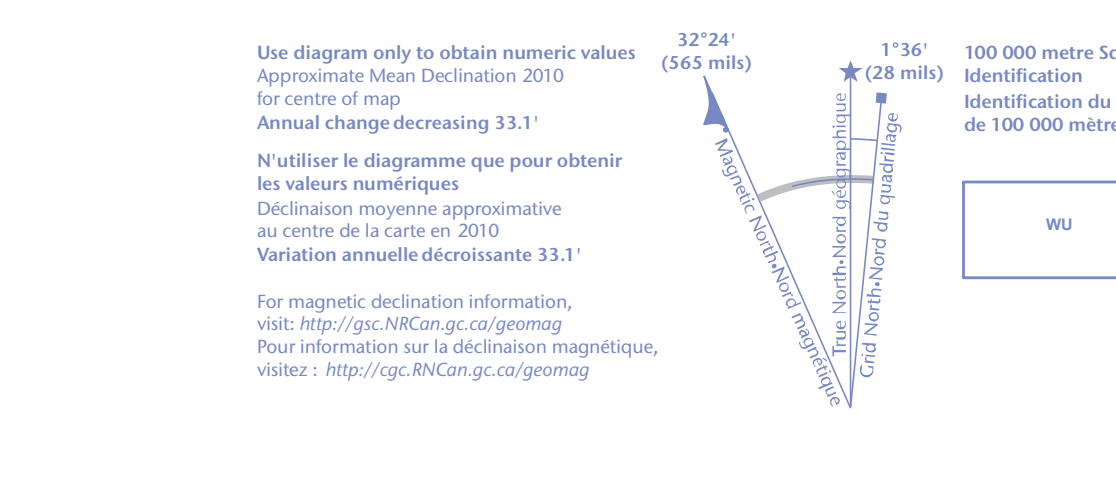 Use diagram only to obtain numeric values
Approximate Mean Declination 2010
for centre of map
Annual change decreasing 33.1'
N'utiliser le diagramme que pour obtenir
les valeurs numériques
Déclinaison moyenne approximative
au centre de la carte en 2010
Variation annuelle décroissante 33.1'
For magnetic declination information,
visit: http://gsc.NRCan.gc.ca/geomag
Pour information sur la déclinaison magnétique,
visitez : http://cgc.RNCan.gc.ca/geomag
32°24'
(565 mils)
1°36'
(28 mils)
Magnetic North•Nord magnétique
True North•Nord géographique
Grid North•Nord du quadrillage
100 000 metre
Identification
Identification du
de 100 000
WU